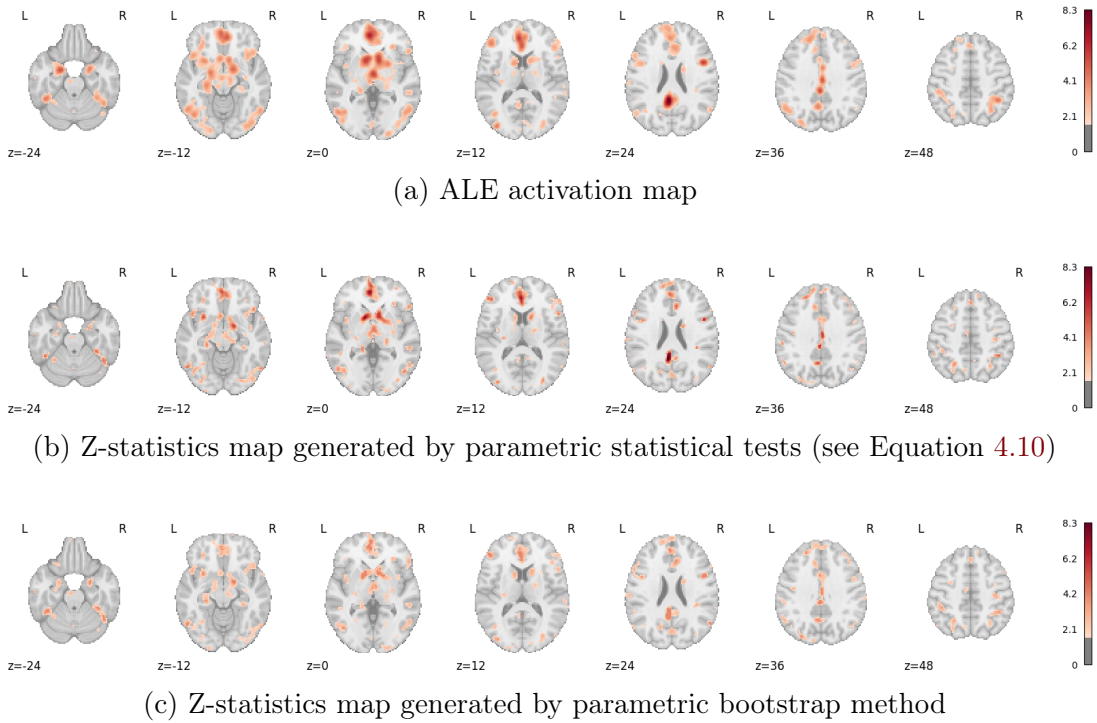 L R L R L R L R L R L R L R 8.3
6.2
4.1
2.1
0
z=-24 z=-12 z=0 z=12 z=24 z=36 z=48
(a) ALE activation map
L R L R L R L R L R L R L R 8.3
6.2
4.1
2.1
0
z=-24 z=-12 z=0 z=12 z=24 z=36 z=48
(b) Z-statistics map generated by parametric statistical tests (see Equation 4.10)
L R L R L R L R L R L R L R 8.3
6.2
4.2
2.1
0
z=-24 z=-12 z=0 z=12 z=24 z=36 z=48
(c) Z-statistics map generated by parametric bootstrap method